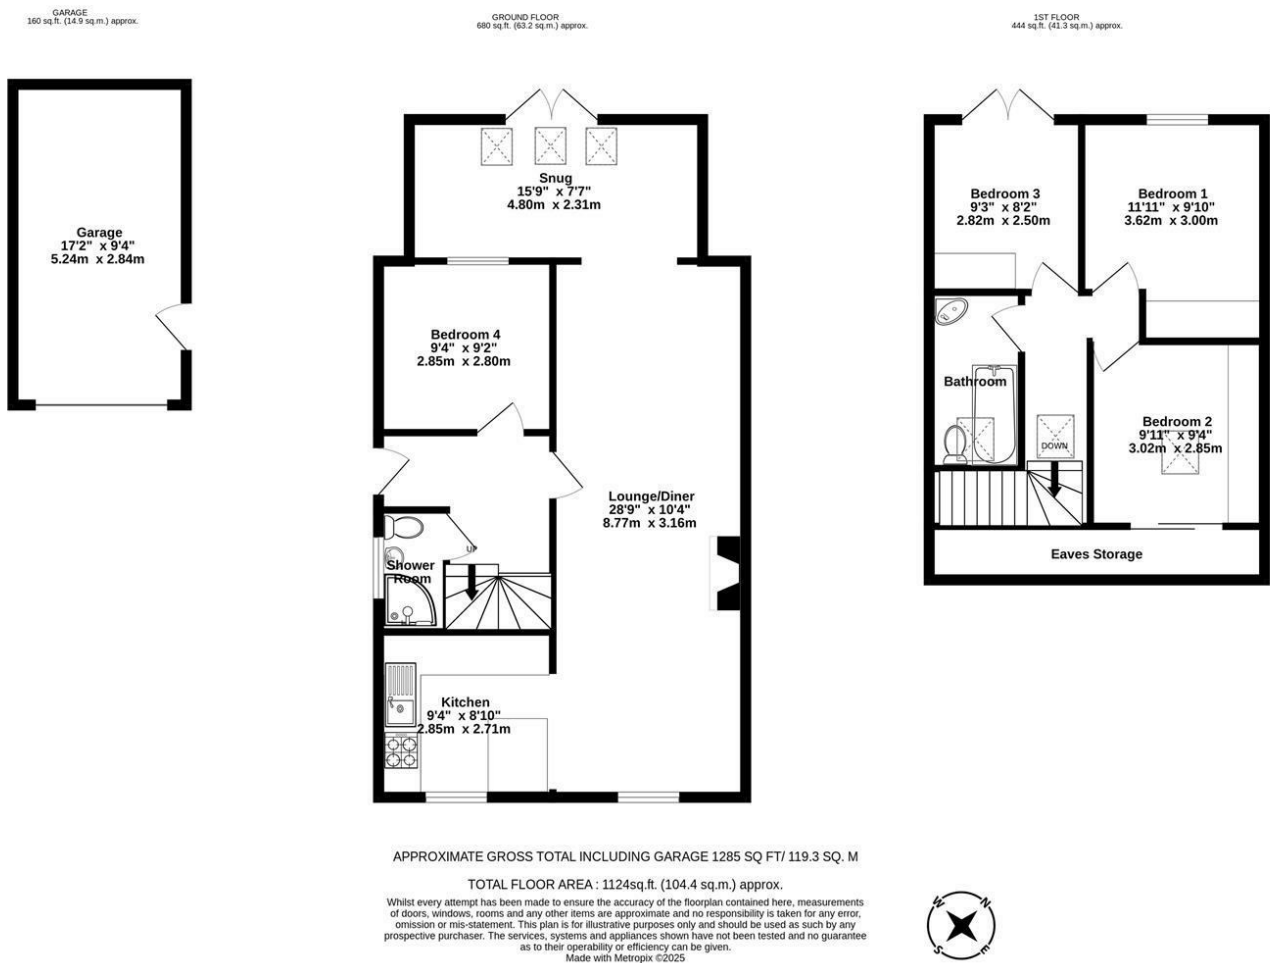 GARAGE
160 sq.ft. (14.9 sq.m.) approx.
GROUND FLOOR
680 sq.ft. (63.2 sq.m.) approx.
1ST FLOOR
444 sq.ft. (41.3 sq.m.) approx.
Garage
17'2" x 9'4"
5.24m x 2.84m
Snug
15'9" x 7'7"
4.80m x 2.31m
Bedroom 4
9'4" x 9'2"
2.85m x 2.80m
Lounge/Diner
28'9" x 10'4"
8.77m x 3.16m
UP
Shower
Room
Kitchen
9'4" x 8'10"
2.85m x 2.71m
Bedroom 3
9'3" x 8'2"
2.82m x 2.50m
Bedroom 1
11'11" x 9'10"
3.62m x 3.00m
Bathroom
DOWN
Bedroom 2
9'11" x 9'4"
3.02m x 2.85m
Eaves Storage
APPROXIMATE GROSS TOTAL INCLUDING GARAGE 1285 SQ FT/ 119.3 SQ. M
TOTAL FLOOR AREA : 1124sq.ft. (104.4 sq.m.) approx.
Whilst every attempt has been made to ensure the accuracy of the floorplan contained here, measurements
of doors, windows, rooms and any other items are approximate and no responsibility is taken for any error,
omission or mis-statement. This plan is for illustrative purposes only and should be used as such by any
prospective purchaser. The services, systems and appliances shown have not been tested and no guarantee
as to their operability or efficiency can be given.
Made with Metropix ©2025
W N
S E